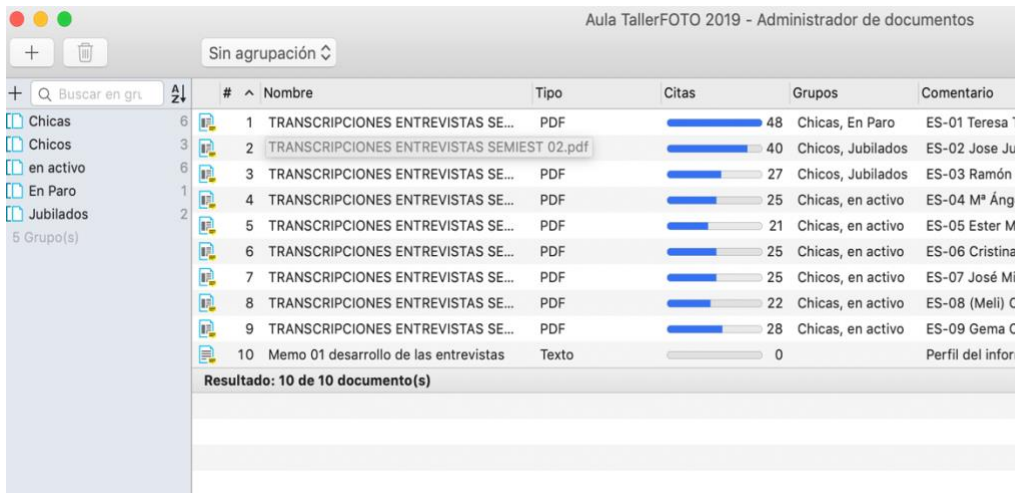 Aula TallerFOTO 2019 - Administrador de documentos
Sin agrupación
Buscar en gru
# Nombre Tipo Citas Grupos Comentario
Chicas 6
Chicos 3
en activo 6
En Paro 1
Jubilados 2
5 Grupo(s)
1 TRANSCRIPCIONES ENTREVISTAS SE... PDF 48 Chicas, En Paro ES-01 Teresa T
2 TRANSCRIPCIONES ENTREVISTAS SEMIEST 02.pdf 40 Chicos, Jubilados ES-02 Jose Ju
3 TRANSCRIPCIONES ENTREVISTAS SE... PDF 27 Chicos, Jubilados ES-03 Ramón
4 TRANSCRIPCIONES ENTREVISTAS SE... PDF 25 Chicas, en activo ES-04 Mª Áng
5 TRANSCRIPCIONES ENTREVISTAS SE... PDF 21 Chicas, en activo ES-05 Ester M
6 TRANSCRIPCIONES ENTREVISTAS SE... PDF 25 Chicas, en activo ES-06 Cristina
7 TRANSCRIPCIONES ENTREVISTAS SE... PDF 25 Chicos, en activo ES-07 José Mi
8 TRANSCRIPCIONES ENTREVISTAS SE... PDF 22 Chicas, en activo ES-08 (Meli) C
9 TRANSCRIPCIONES ENTREVISTAS SE... PDF 28 Chicas, en activo ES-09 Gema C
10 Memo 01 desarrollo de las entrevistas Texto 0 Perfil del infor
Resultado: 10 de 10 documento(s)